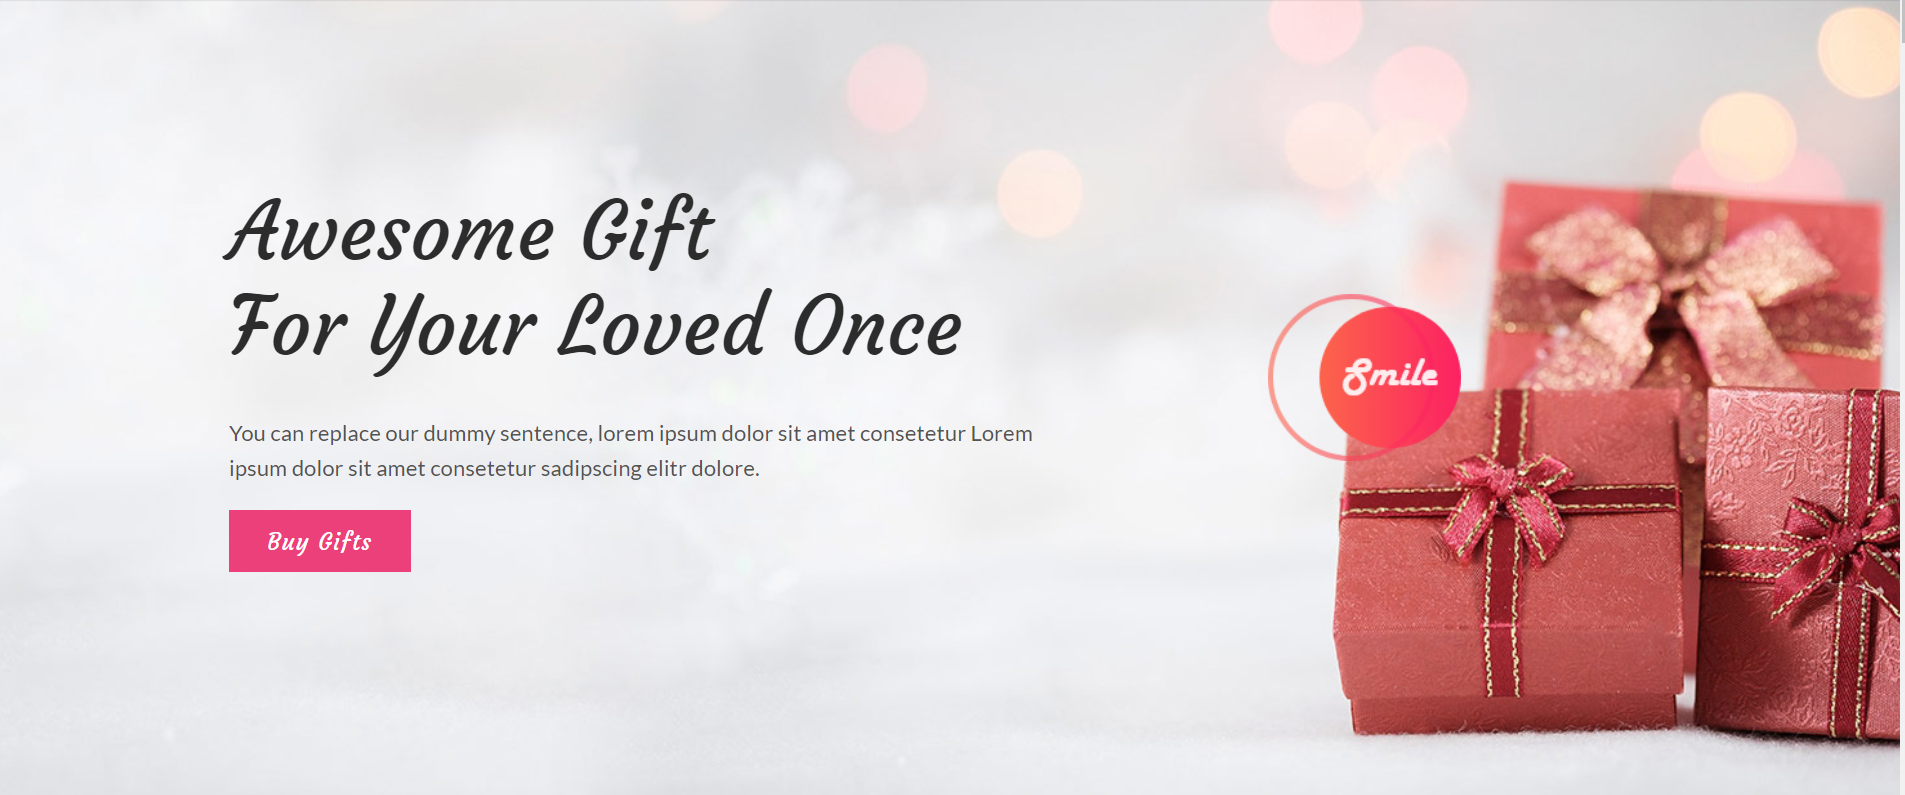 Awesome Gift
For Your Loved Once
You can replace our dummy sentence, lorem ipsum dolor sit amet consetetur Lorem
ipsum dolor sit amet consetetur sadipscing elitr dolore.
Buy Gifts
Smile